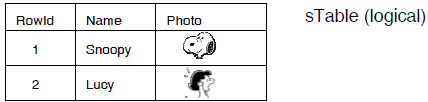 RowId Name Photo sTable (logical)
1 Snoopy
2 Lucy